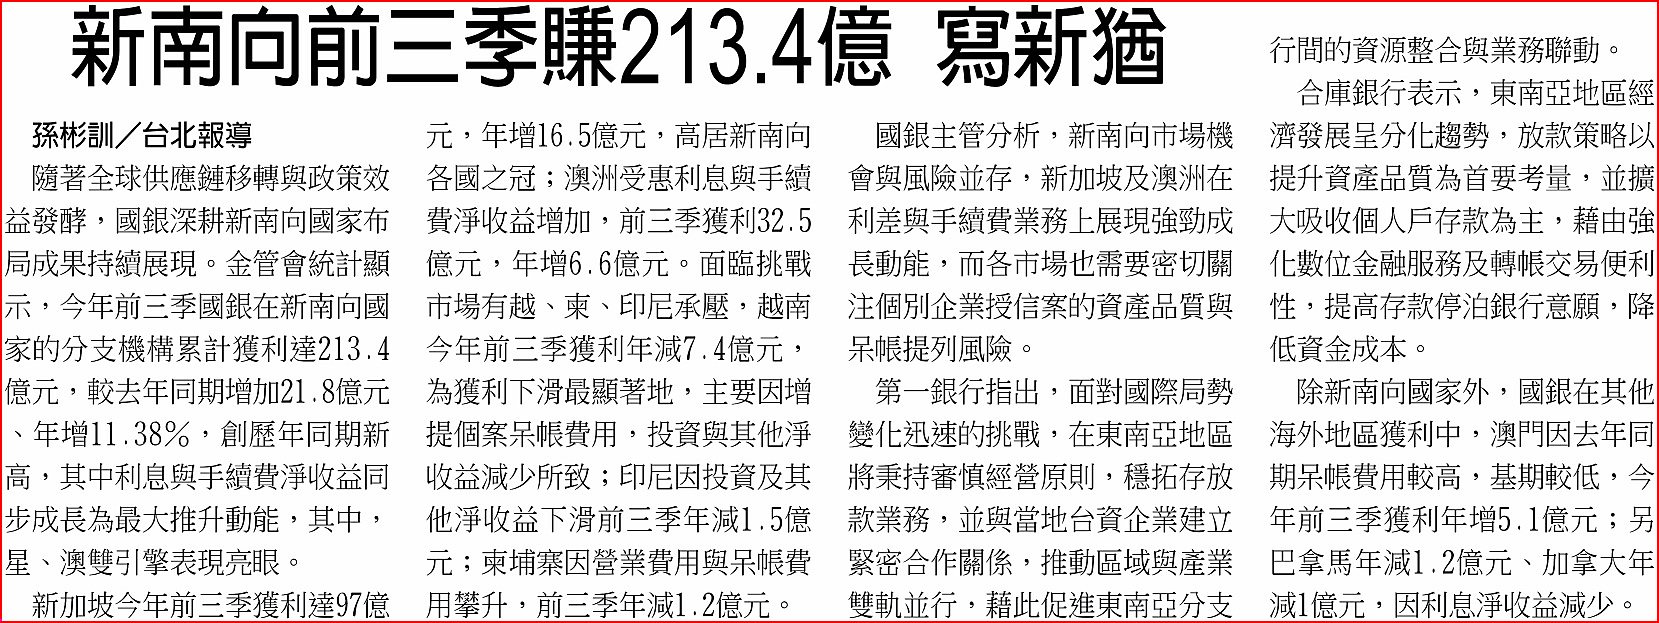 新南向前三季賺213.4億 寫新猶
孫彬訓／台北報導
隨著全球供應鏈移轉與政策效
益發酵，國銀深耕新南向國家布
局成果持續展現。金管會統計顯
示，今年前三季國銀在新南向國
家的分支機構累計獲利達213.4
億元，較去年同期增加21.8億元
、年增11.38％，創歷年同期新
高，其中利息與手續費淨收益同
步成長為最大推升動能，其中，
星、澳雙引擎表現亮眼。
新加坡今年前三季獲利達97億
元，年增16.5億元，高居新南向
各國之冠；澳洲受惠利息與手續
費淨收益增加，前三季獲利32.5
億元，年增6.6億元。面臨挑戰
市場有越、柬、印尼承壓，越南
今年前三季獲利年減7.4億元，
為獲利下滑最顯著地，主要因增
提個案呆帳費用，投資與其他淨
收益減少所致；印尼因投資及其
他淨收益下滑前三季年減1.5億
元；柬埔寨因營業費用與呆帳費
用攀升，前三季年減1.2億元。
國銀主管分析，新南向市場機
會與風險並存，新加坡及澳洲在
利差與手續費業務上展現強勁成
長動能，而各市場也需要密切關
注個別企業授信案的資產品質與
呆帳提列風險。
第一銀行指出，面對國際局勢
變化迅速的挑戰，在東南亞地區
將秉持審慎經營原則，穩拓存放
款業務，並與當地台資企業建立
緊密合作關係，推動區域與產業
雙軌並行，藉此促進東南亞分支
行間的資源整合與業務聯動。
合庫銀行表示，東南亞地區經
濟發展呈分化趨勢，放款策略以
提升資產品質為首要考量，並擴
大吸收個人戶存款為主，藉由強
化數位金融服務及轉帳交易便利
性，提高存款停泊銀行意願，降
低資金成本。
除新南向國家外，國銀在其他
海外地區獲利中，澳門因去年同
期呆帳費用較高，基期較低，今
年前三季獲利年增5.1億元；另
巴拿馬年減1.2億元、加拿大年
減1億元，因利息淨收益減少。